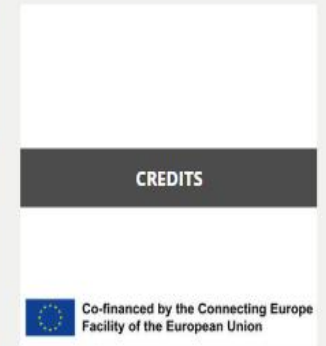 CREDITS
Co-financed by the Connecting Europe
Facility of the European Union